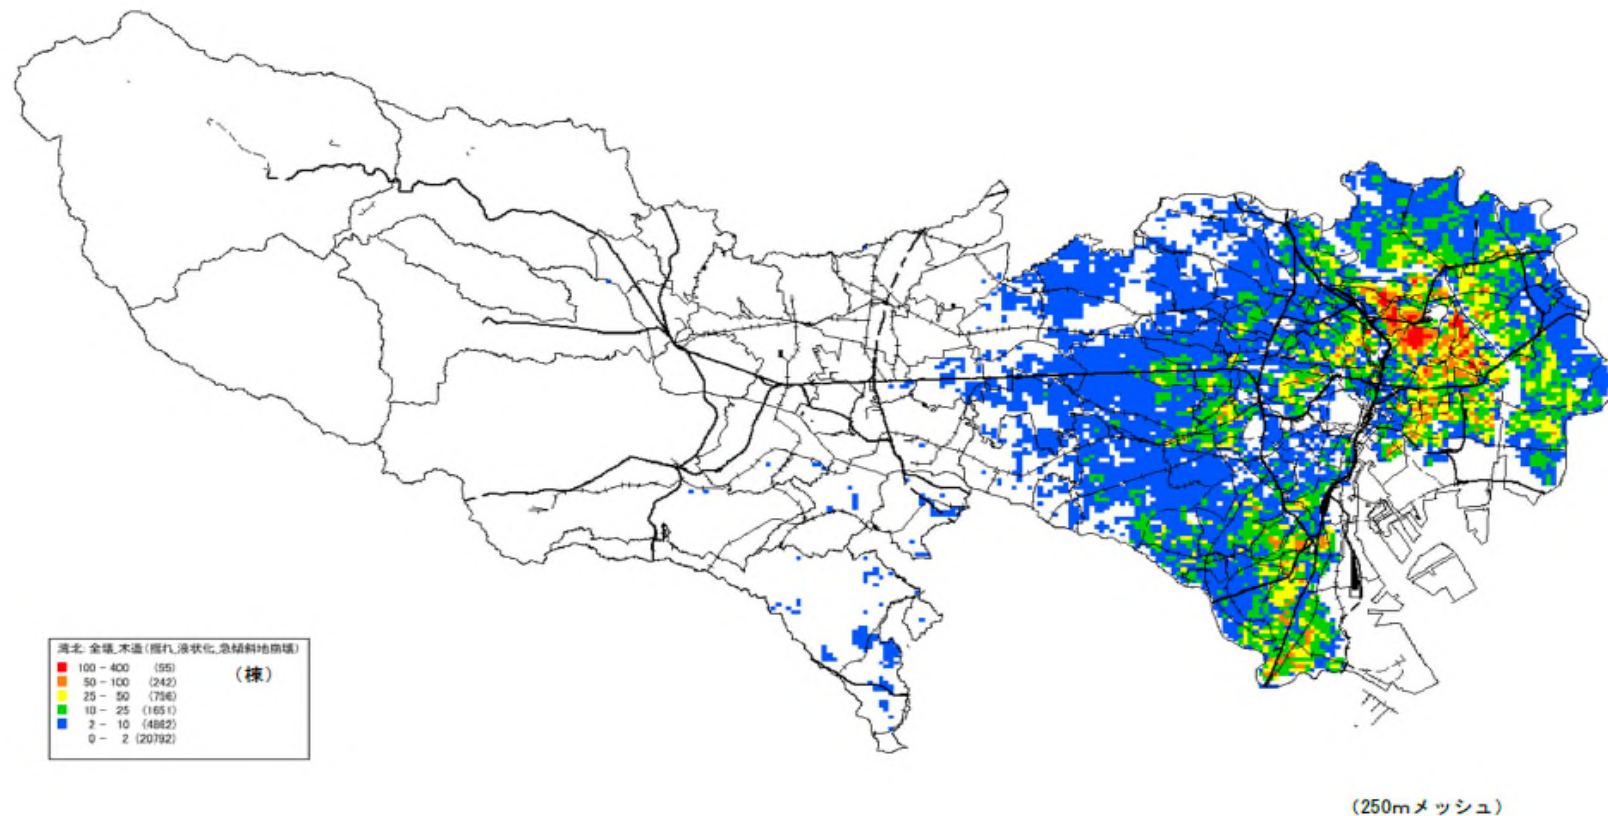 湾北: 全壊_木造(揺れ_液状化_急傾斜地崩壊)
(棟)
100 - 400 (55)
50 - 100 (242)
25 - 50 (756)
10 - 25 (1651)
2 - 10 (4862)
0 - 2 (20792)
(250mメッシュ)